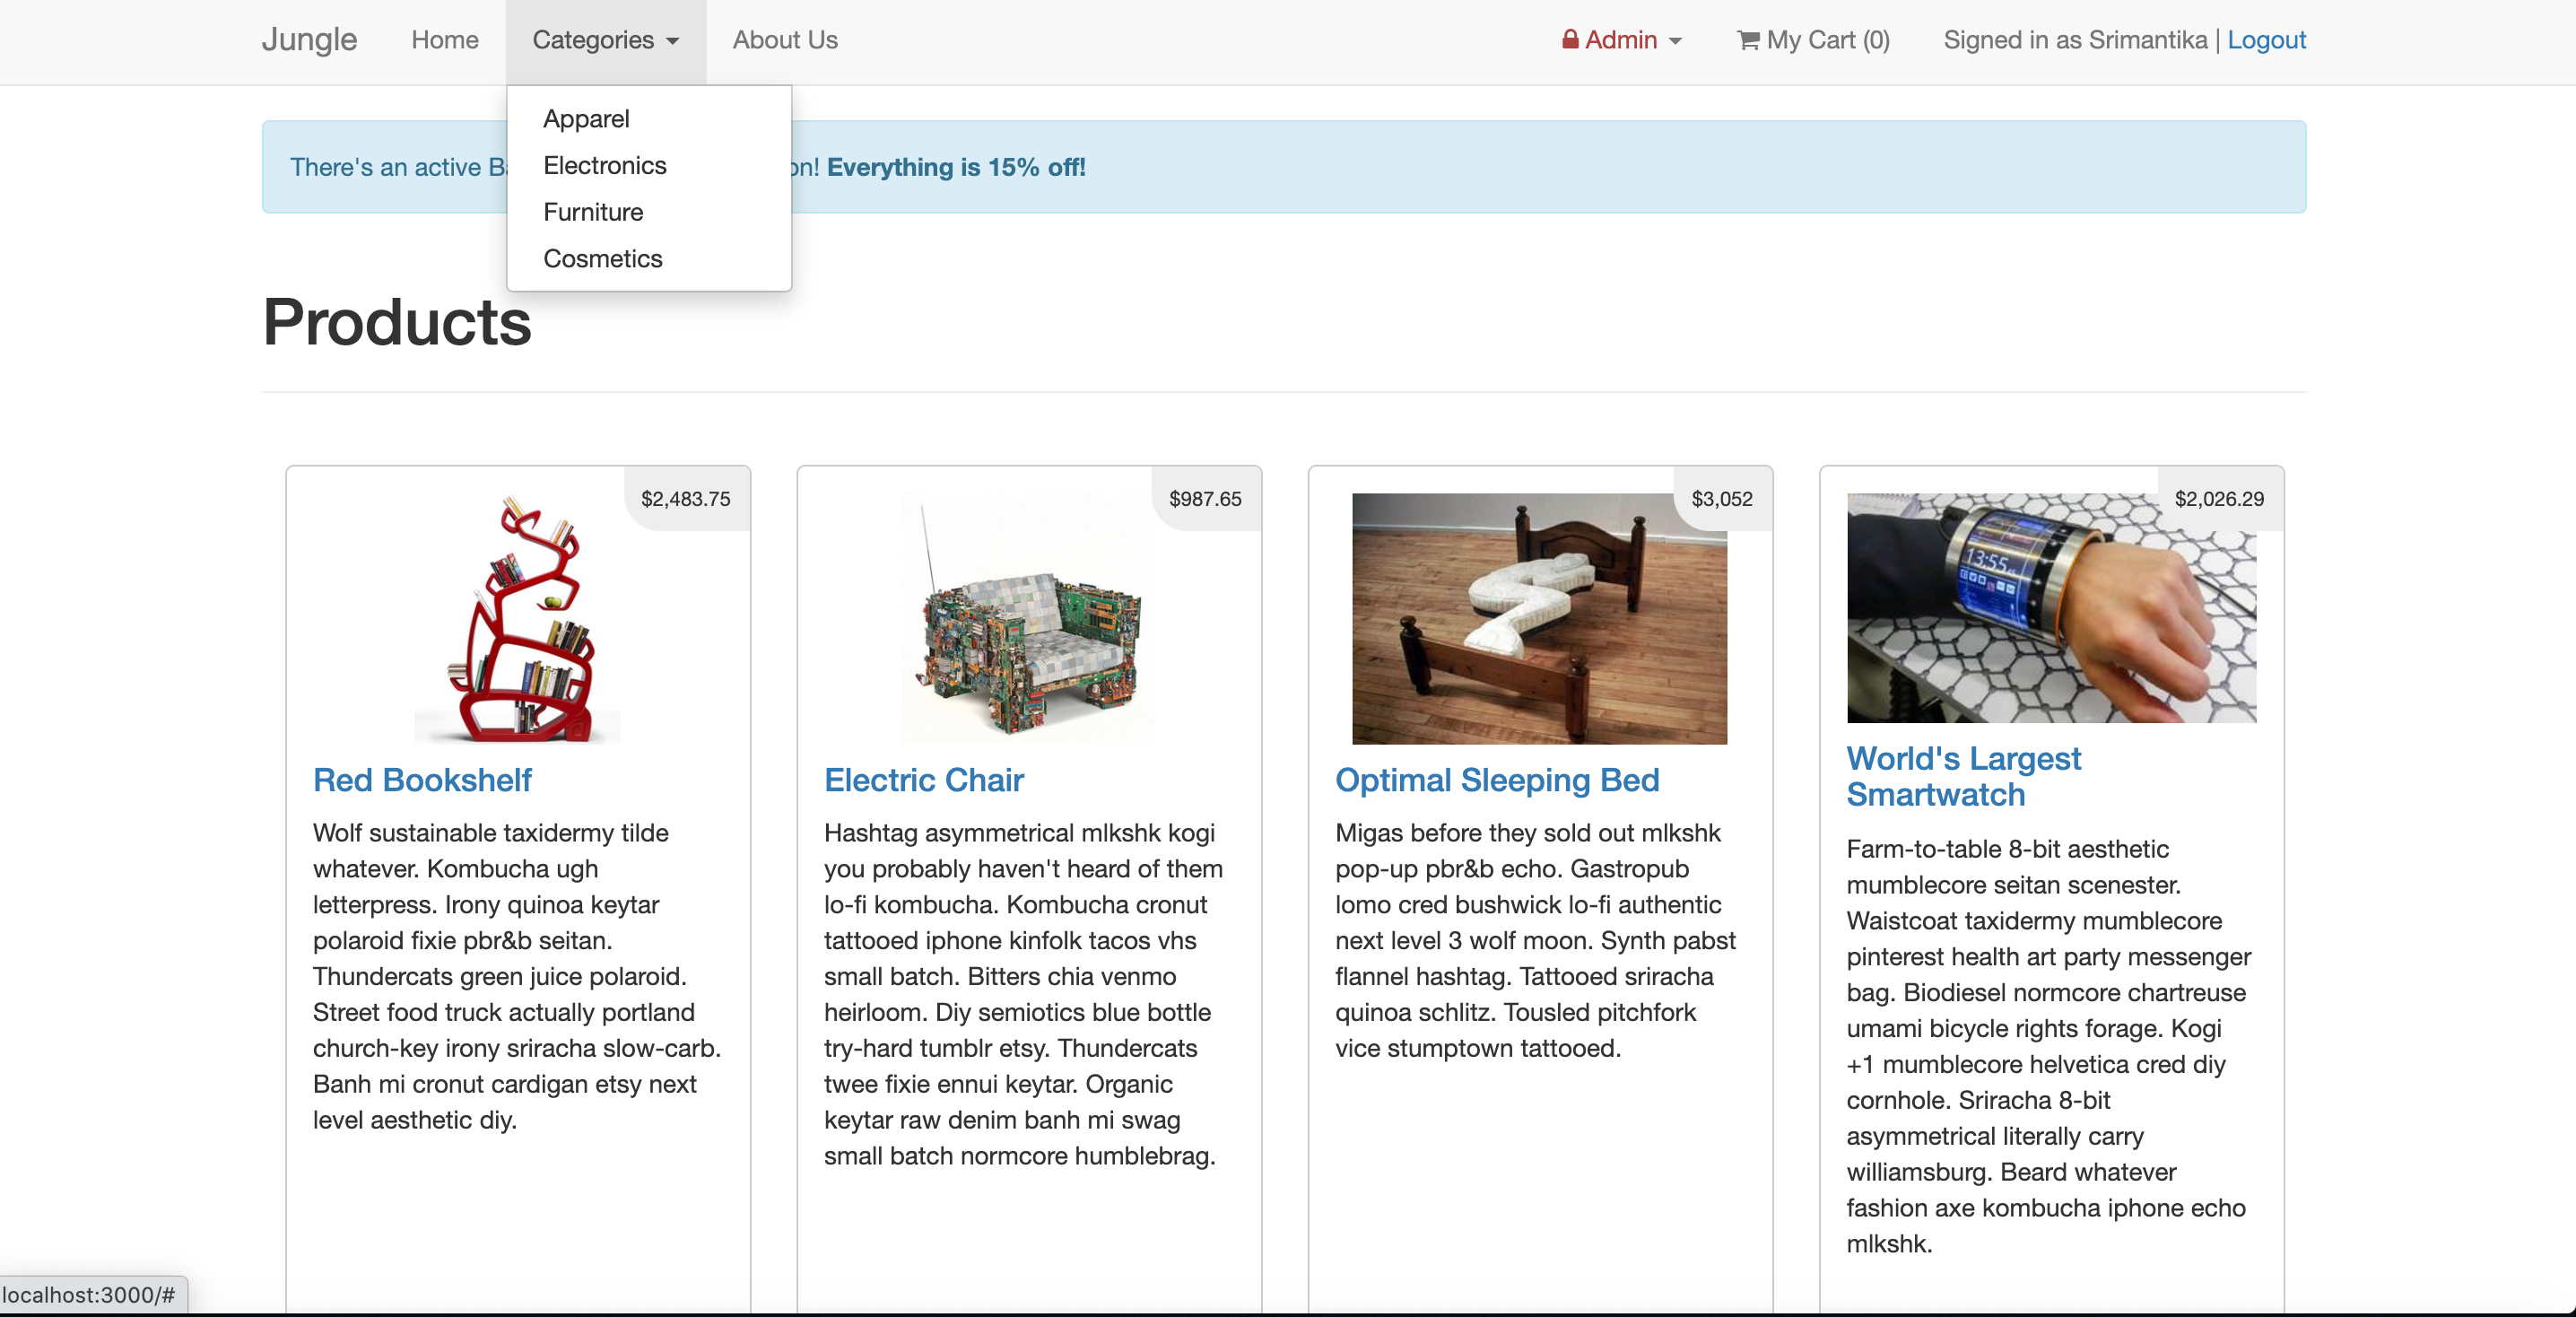 Jungle Home Categories About Us Admin My Cart (0) Signed in as Srimantika | Logout
Apparel
Electronics
Furniture
Cosmetics
There's an active on! Everything is 15% off!
Products
$2,483.75
Red Bookshelf
Wolf sustainable taxidermy tilde
whatever. Kombucha ugh
letterpress. Irony quinoa keytar
polaroid fixie pbr&b seitan.
Thundercats green juice polaroid.
Street food truck actually portland
church-key irony sriracha slow-carb.
Banh mi cronut cardigan etsy next
level aesthetic diy.
$987.65
Electric Chair
Hashtag asymmetrical mlkshk kogi
you probably haven't heard of them
lo-fi kombucha. Kombucha cronut
tattooed iphone kinfolk tacos vhs
small batch. Bitters chia venmo
heirloom. Diy semiotics blue bottle
try-hard tumblr etsy. Thundercats
twee fixie ennui keytar. Organic
keytar raw denim banh mi swag
small batch normcore humblebrag.
$3,052
Optimal Sleeping Bed
Migas before they sold out mlkshk
pop-up pbr&b echo. Gastropub
lomo cred bushwick lo-fi authentic
next level 3 wolf moon. Synth pabst
flannel hashtag. Tattooed sriracha
quinoa schlitz. Tousled pitchfork
vice stumptown tattooed.
$2,026.29
13:55
World's Largest
Smartwatch
Farm-to-table 8-bit aesthetic
mumblecore seitan scenester.
Waistcoat taxidermy mumblecore
pinterest health art party messenger
bag. Biodiesel normcore chartreuse
umami bicycle rights forage. Kogi
+1 mumblecore helvetica cred diy
cornhole. Sriracha 8-bit
asymmetrical literally carry
williamsburg. Beard whatever
fashion axe kombucha iphone echo
mlkshk.
localhost:3000/#